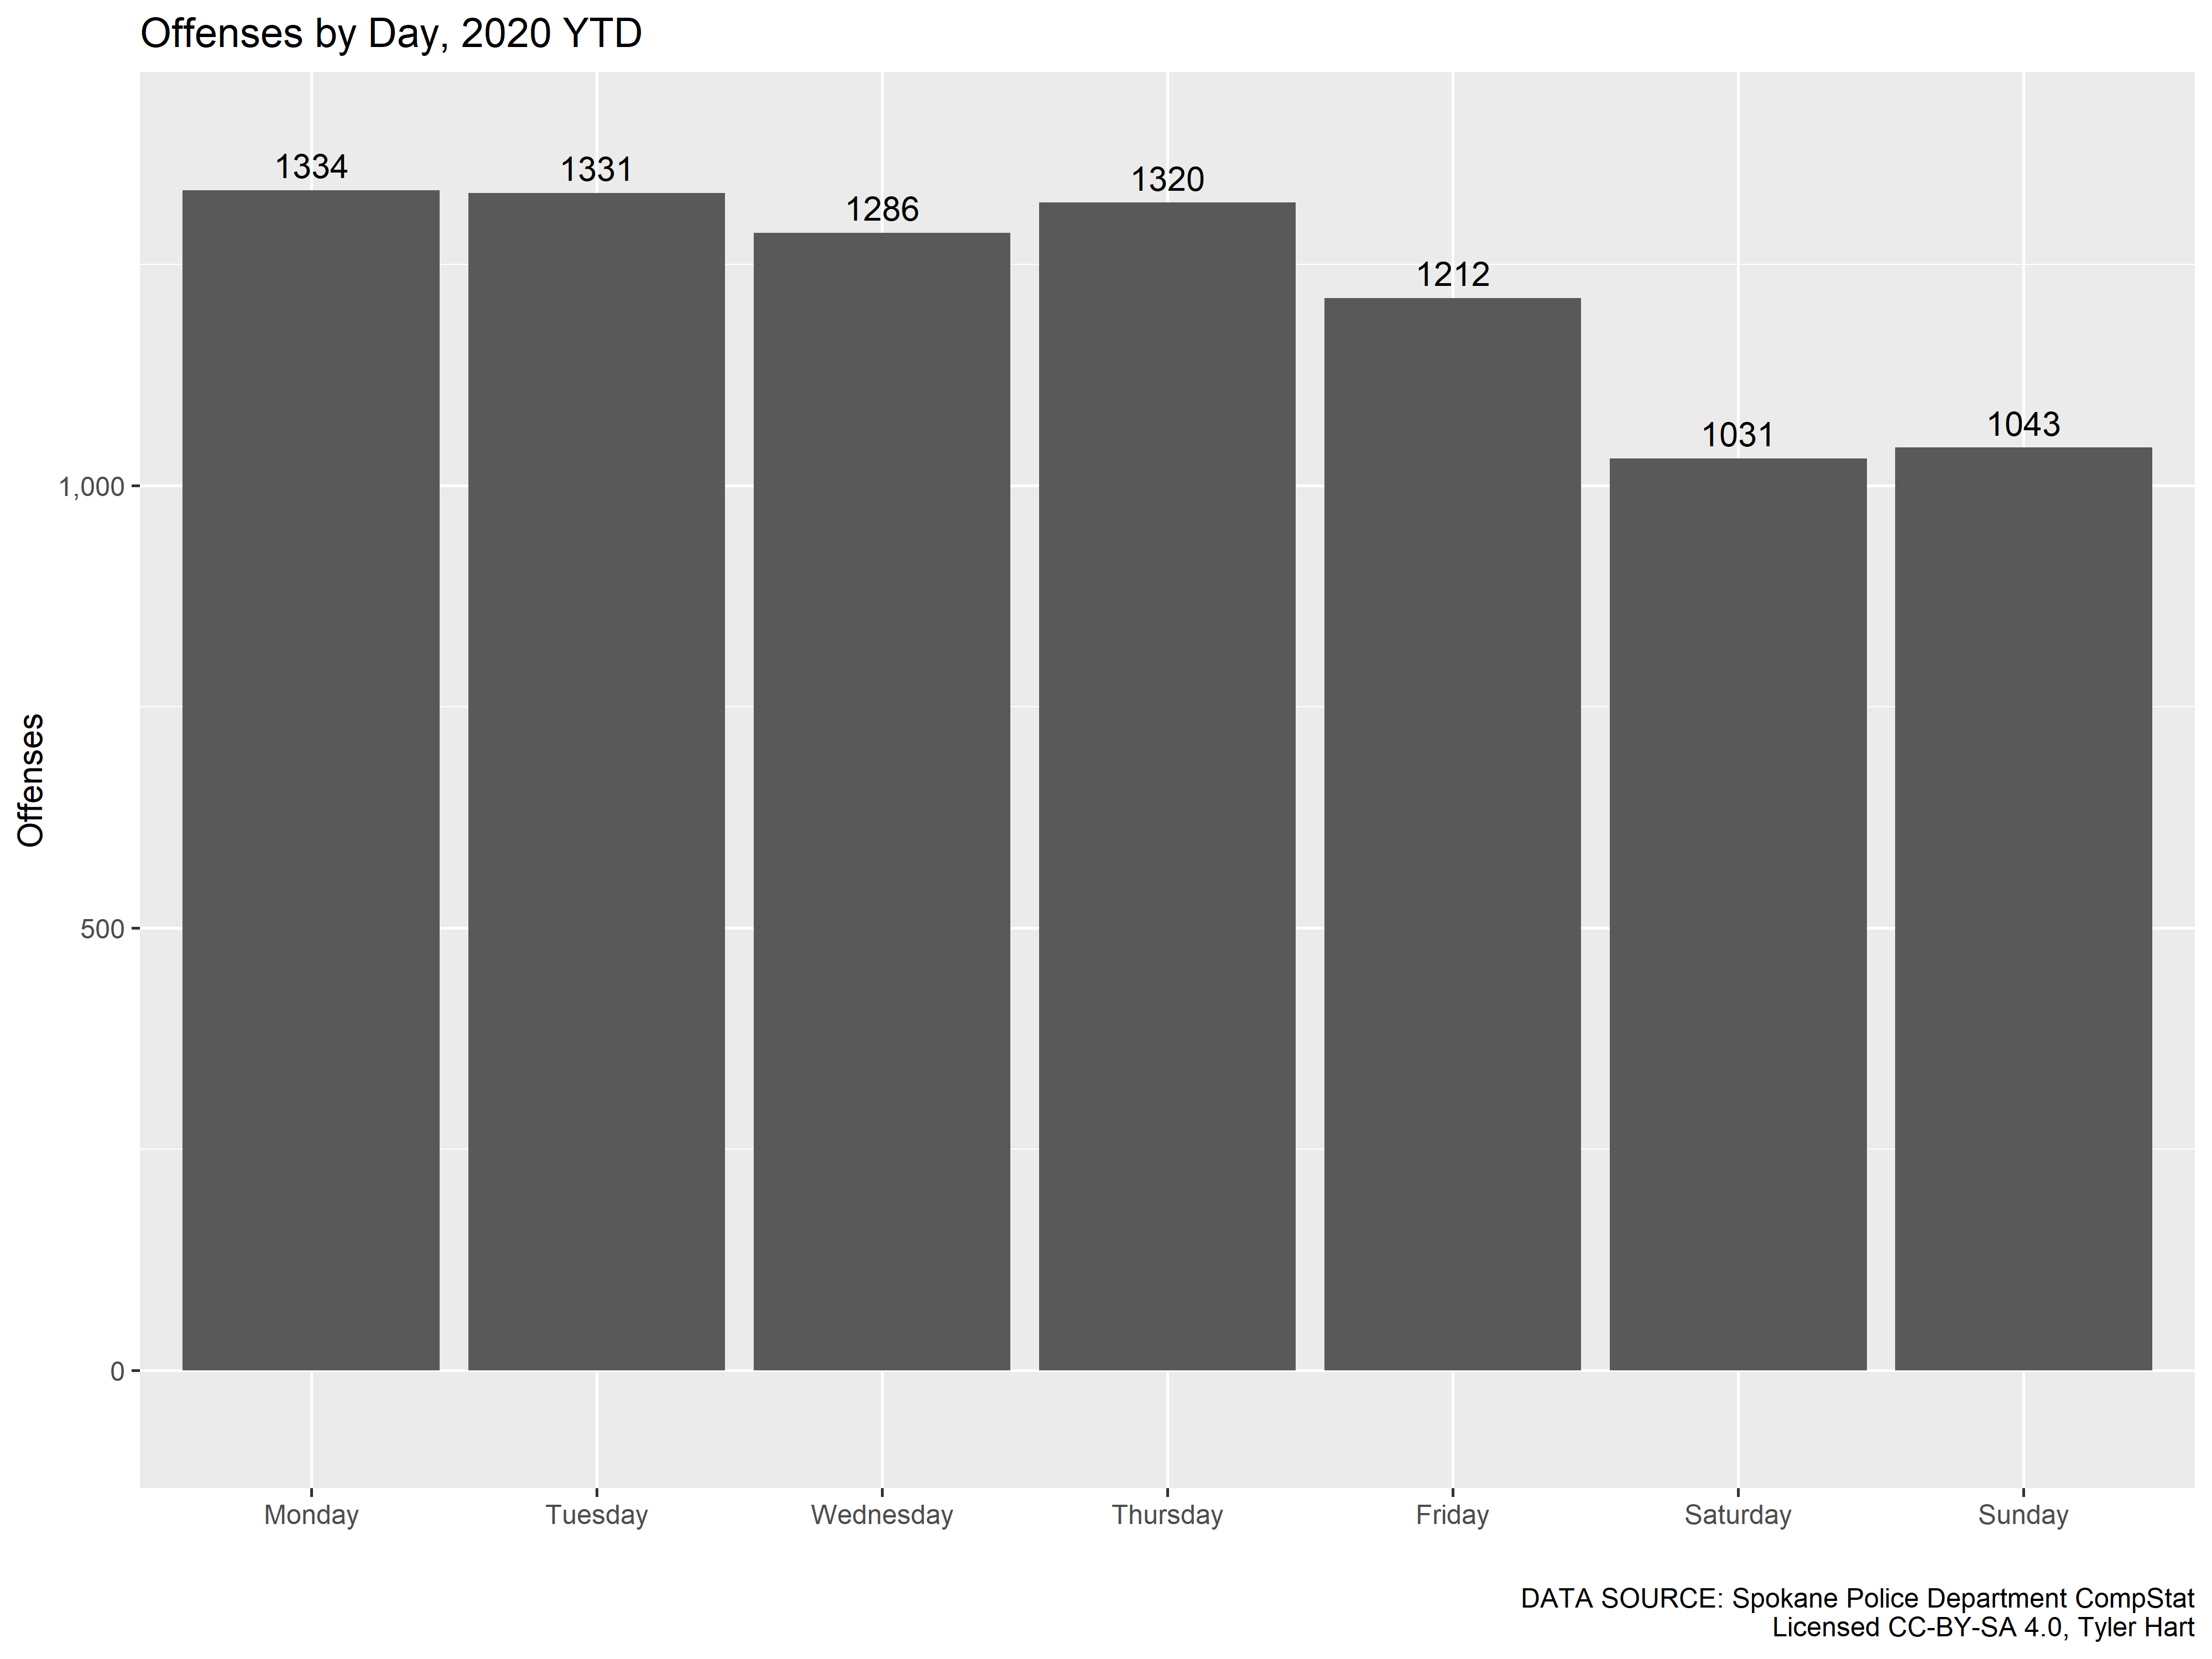 Offenses by Day, 2020 YTD
1334
1331
1286
1320
1212
1031
1043
1,000
500
0
Offenses
Monday
Tuesday
Wednesday
Thursday
Friday
Saturday
Sunday
DATA SOURCE: Spokane Police Department CompStat
Licensed CC-BY-SA 4.0, Tyler Hart